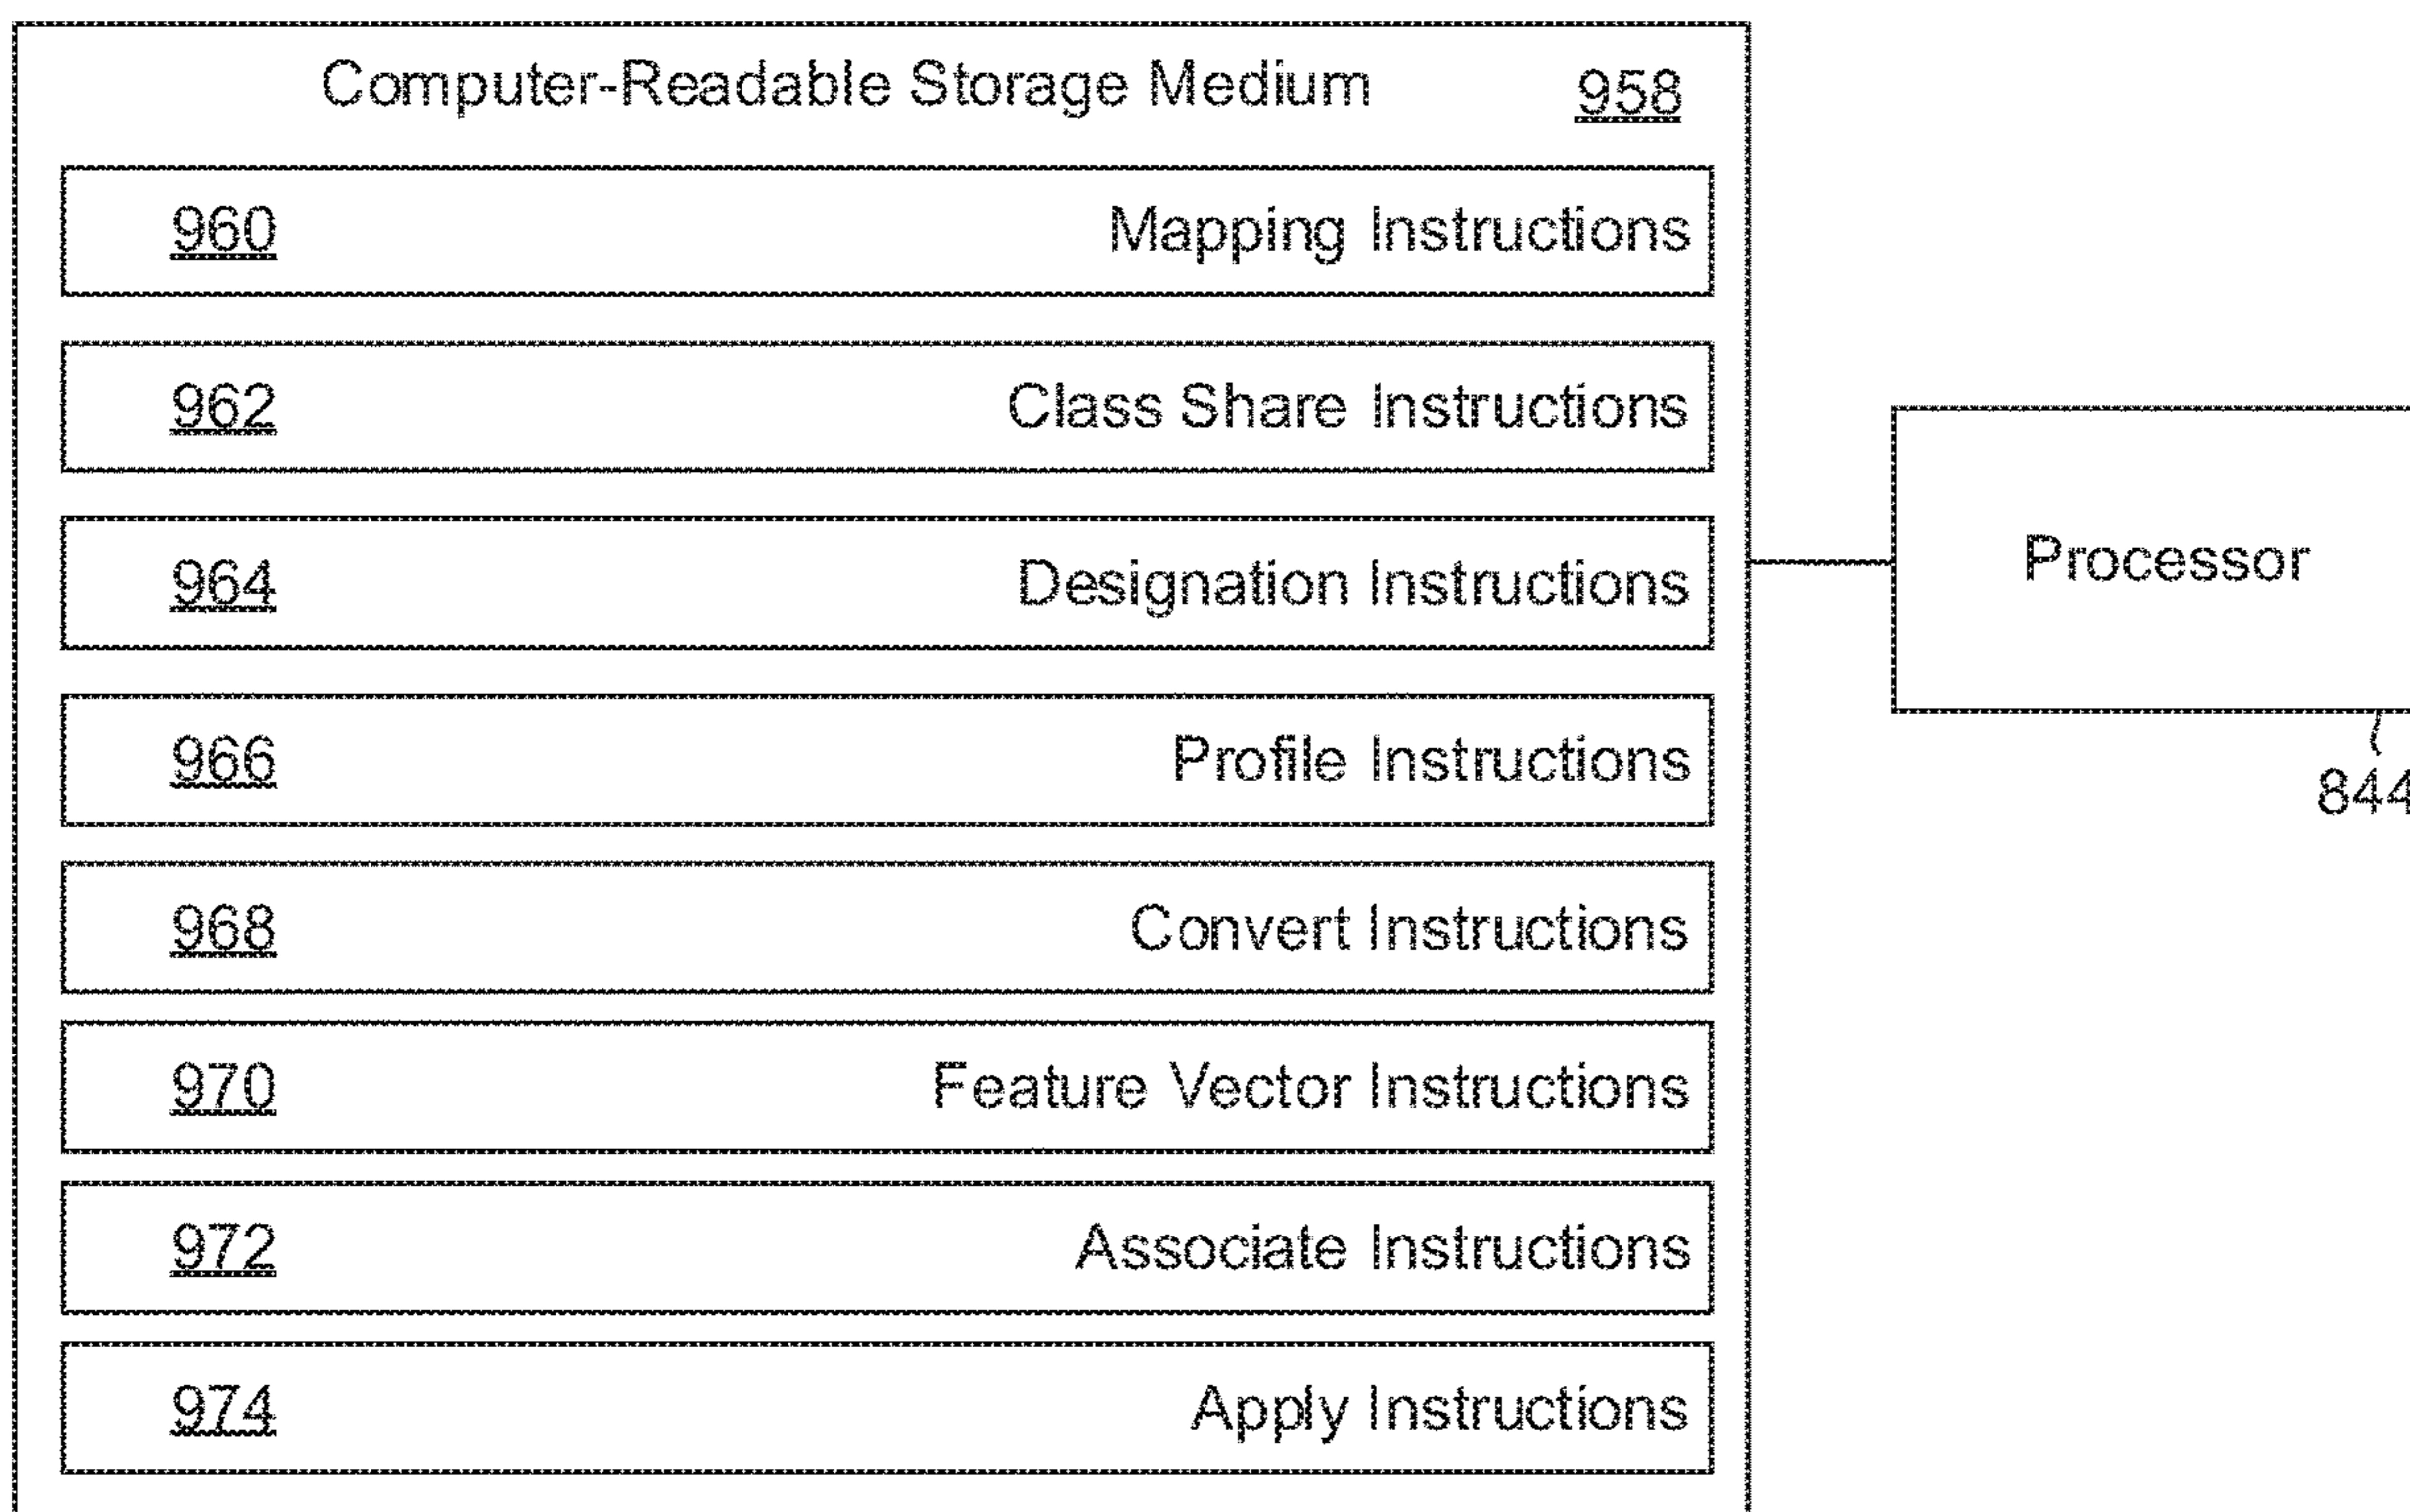 Computer-Readable Storage Medium 958
960 Mapping Instructions
962 Class Share Instructions
964 Designation Instructions
Processor
966 Profile Instructions
844
968 Convert Instructions
970 Feature Vector Instructions
972 Associate Instructions
974 Apply Instructions